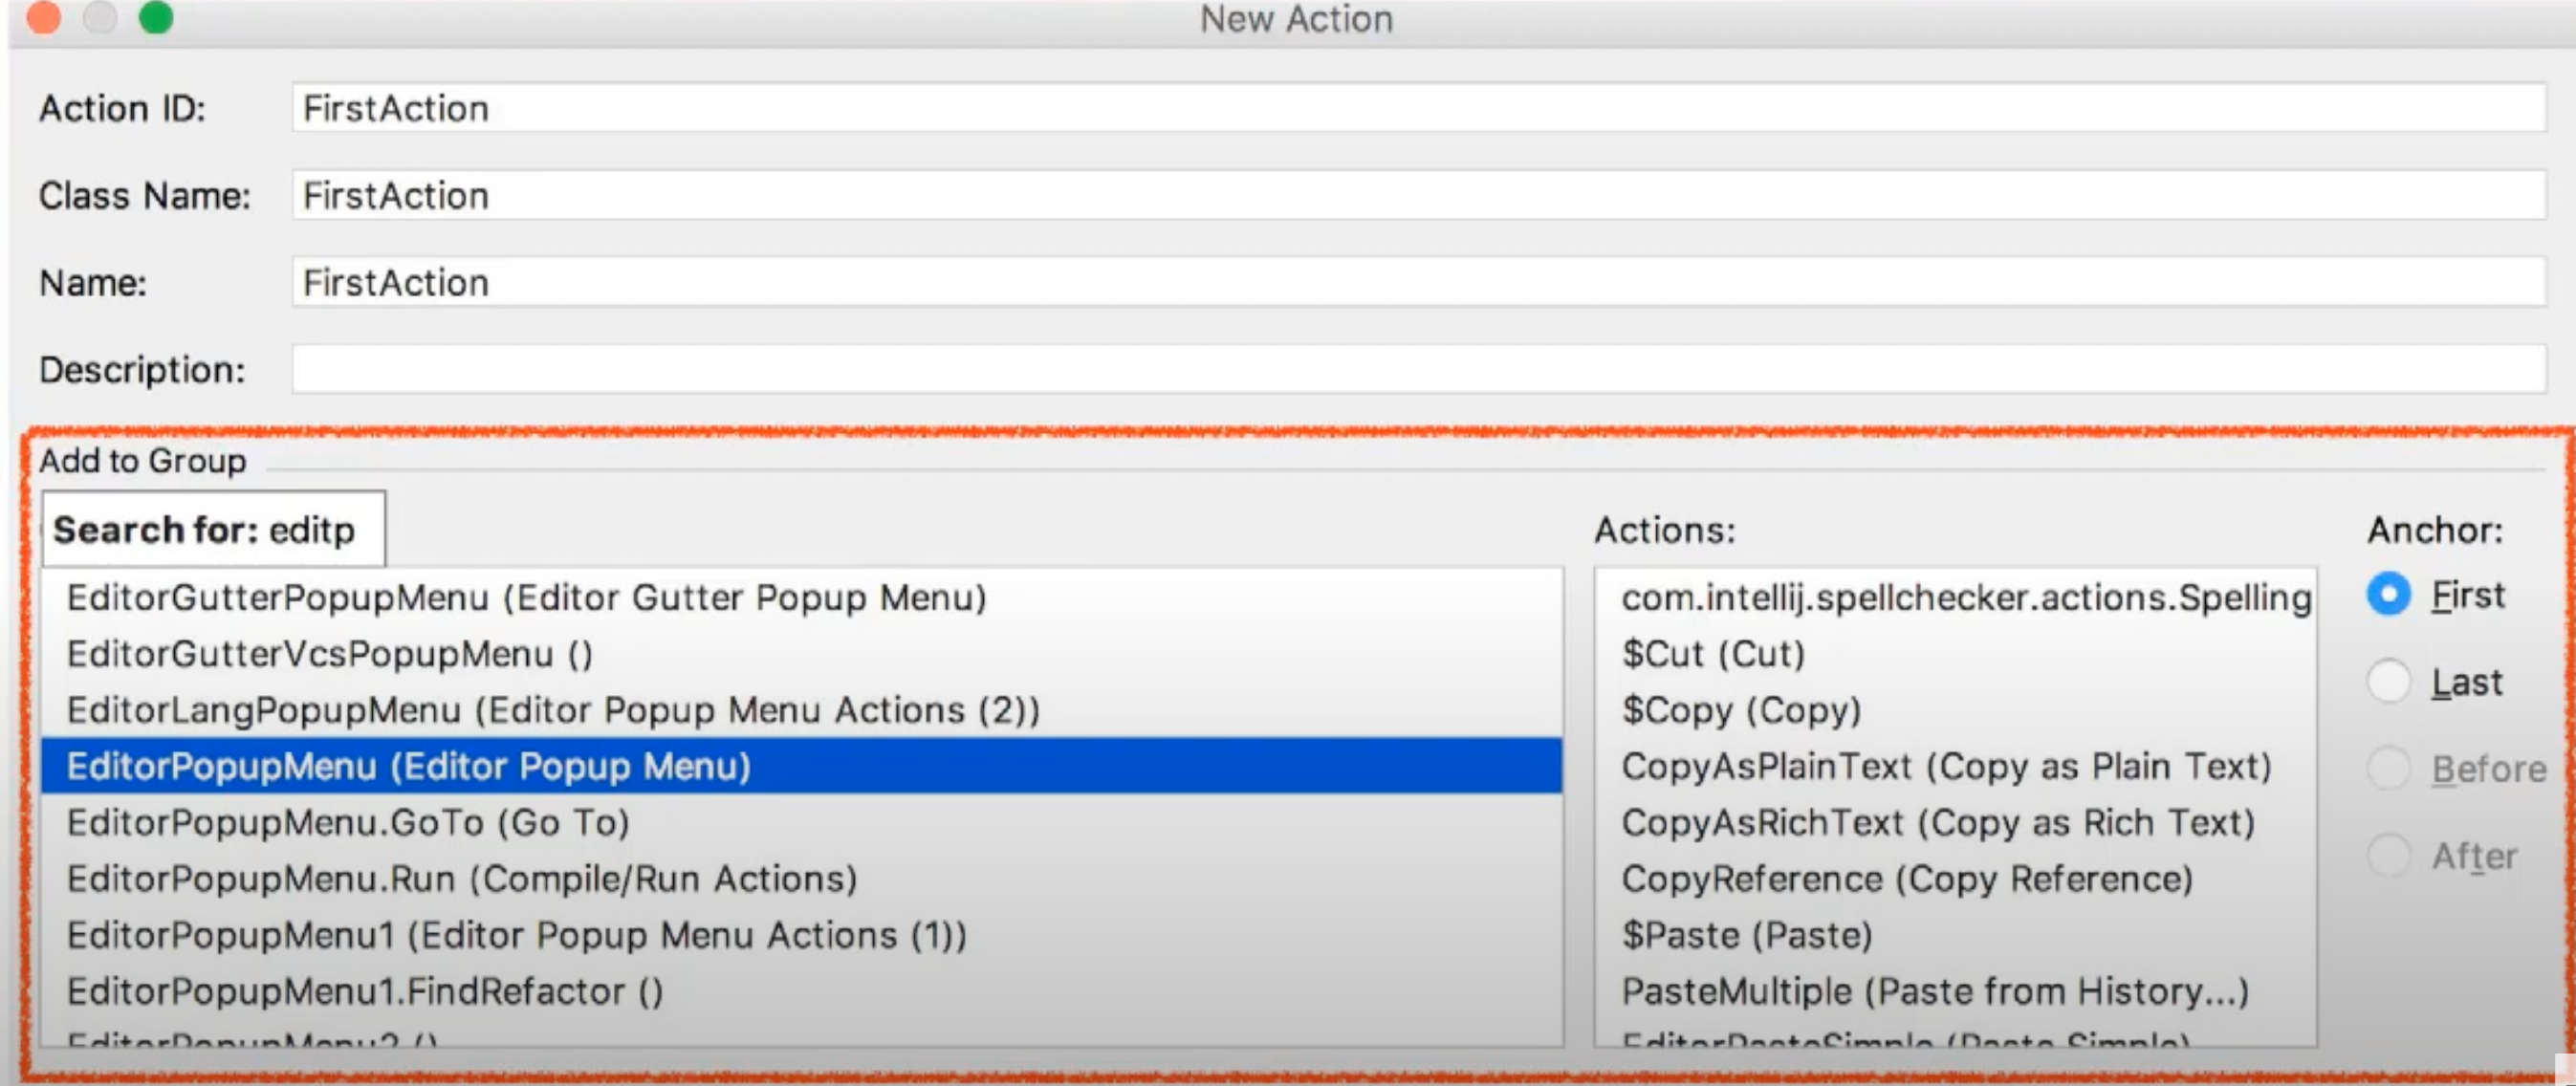 New Action
Action ID: FirstAction
Class Name: FirstAction
Name: FirstAction
Description:
Add to Group
Search for: editp
EditorGutterPopupMenu (Editor Gutter Popup Menu)
EditorGutterVcsPopupMenu ()
EditorLangPopupMenu (Editor Popup Menu Actions (2))
EditorPopupMenu (Editor Popup Menu)
EditorPopupMenu.GoTo (Go To)
EditorPopupMenu.Run (Compile/Run Actions)
EditorPopupMenu1 (Editor Popup Menu Actions (1))
EditorPopupMenu1.FindRefactor ()
EditorPopupMenu2 ()
Actions:
com.intellij.spellchecker.actions.Spelling
$Cut (Cut)
$Copy (Copy)
CopyAsPlainText (Copy as Plain Text)
CopyAsRichText (Copy as Rich Text)
CopyReference (Copy Reference)
$Paste (Paste)
PasteMultiple (Paste from History...)
EditorPasteSimple (Paste Simple)
Anchor:
First
Last
Before
After